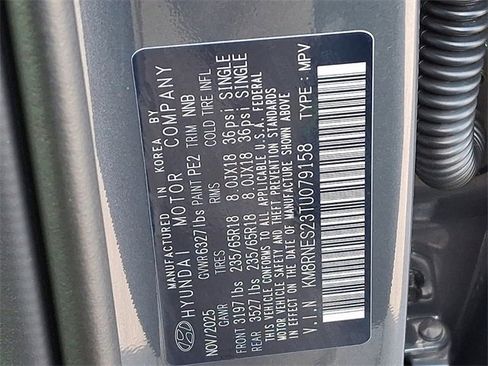 MANUFACTURED IN KOREA BY
HYUNDAI MOTOR COMPANY
NOV/2025 GVWR 6327 lbs PAINT PE2 TRIM NNB
GAWR TIRES RIMS COLD TIRE INFL
FRONT 3197 lbs 235/65R18 8.0JX18 36psi SINGLE
REAR 3527 lbs 235/65R18 8.0JX18 36psi SINGLE
THIS VEHICLE CONFORMS TO ALL APPLICABLE U.S.A. FEDERAL
MOTOR VEHICLE SAFETY AND THEFT PREVENTION STANDARDS
IN EFFECT ON THE DATE OF MANUFACTURE SHOWN ABOVE
V.I.N KM8RNES23TU079158 TYPE : MPV